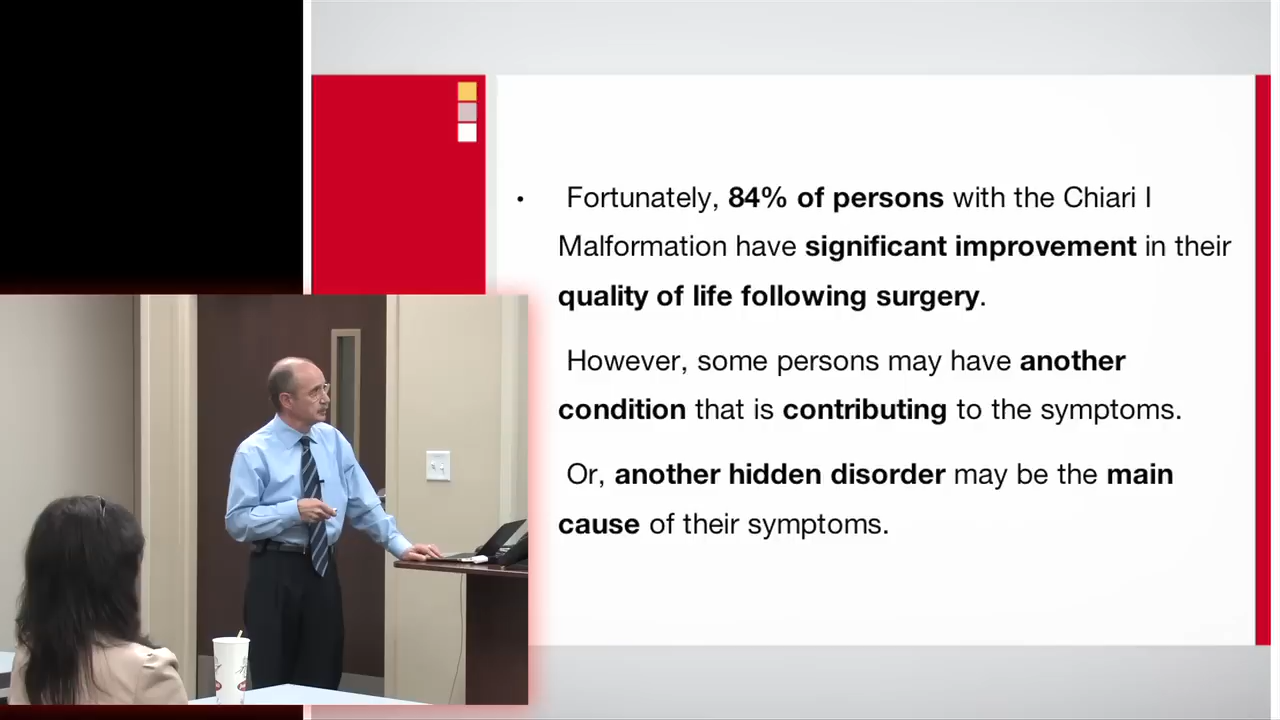 • Fortunately, 84% of persons with the Chiari I
Malformation have significant improvement in their
quality of life following surgery.
However, some persons may have another
condition that is contributing to the symptoms.
Or, another hidden disorder may be the main
cause of their symptoms.